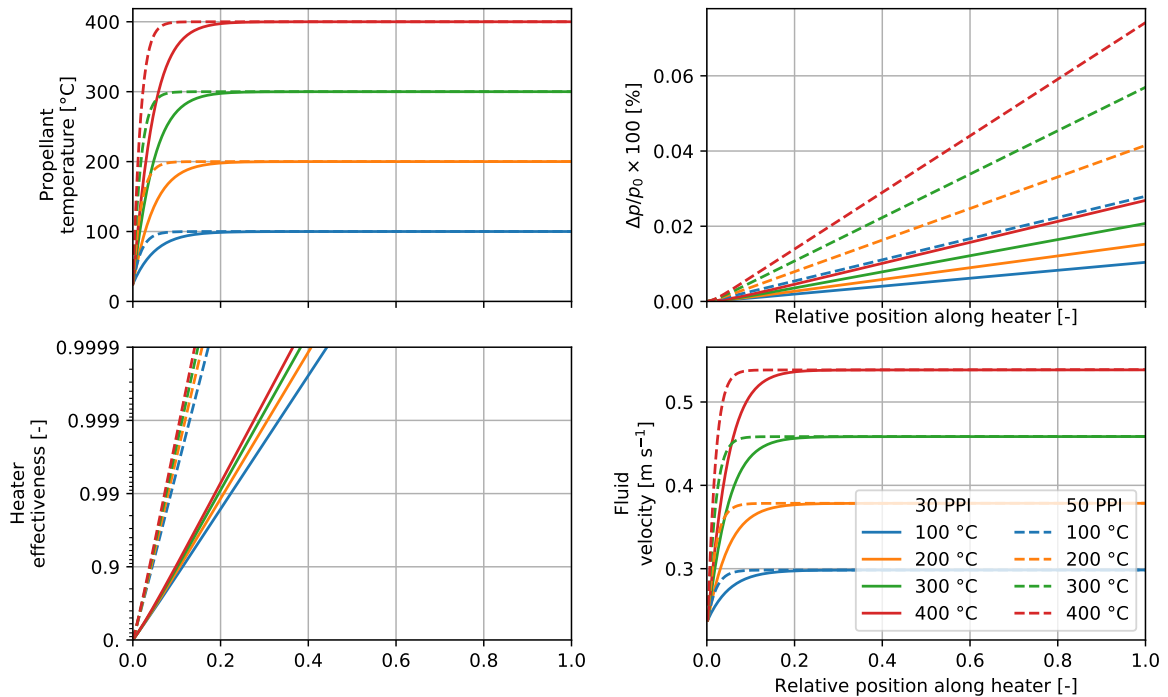 400
300
200
100
0
Propellant
temperature [°C]
0.06
0.04
0.02
0.00
Δp/p₀ × 100 [%]
Relative position along heater [-]
0.9999
0.999
0.99
0.9
0.
Heater
effectiveness [-]
0.0 0.2 0.4 0.6 0.8 1.0
0.5
0.4
0.3
Fluid
velocity [m s⁻¹]
30 PPI 50 PPI
100 °C 100 °C
200 °C 200 °C
300 °C 300 °C
400 °C 400 °C
0.0 0.2 0.4 0.6 0.8 1.0
Relative position along heater [-]